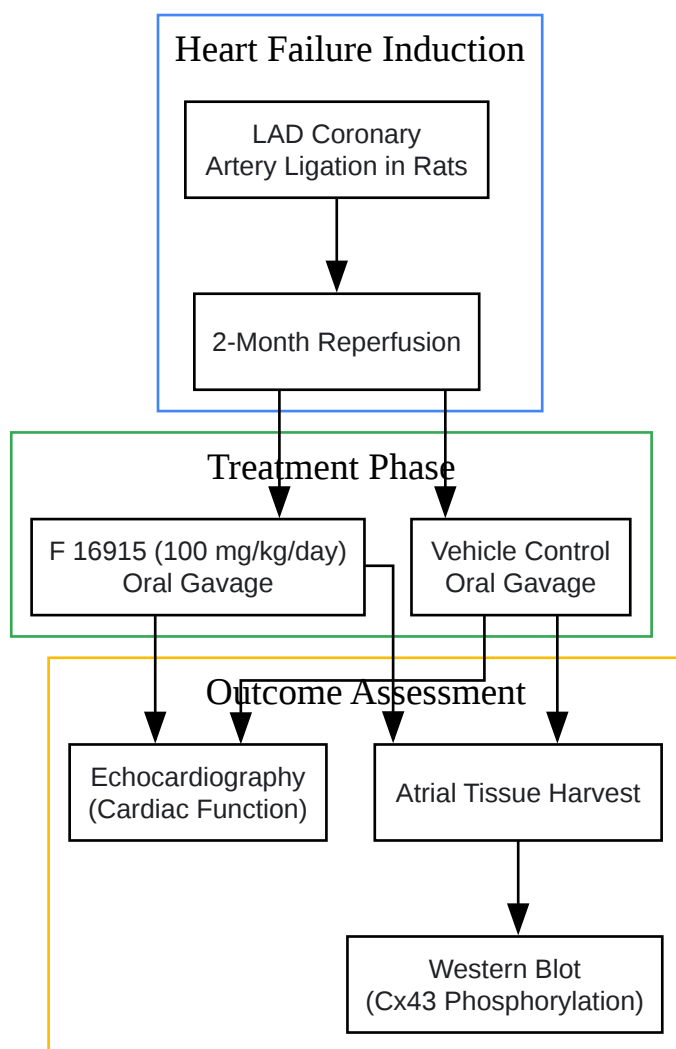 Heart Failure Induction
LAD Coronary
Artery Ligation in Rats
2-Month Reperfusion
Treatment Phase
F 16915 (100 mg/kg/day)
Oral Gavage
Vehicle Control
Oral Gavage
Outcome Assessment
Echocardiography
(Cardiac Function)
Atrial Tissue Harvest
Western Blot
(Cx43 Phosphorylation)